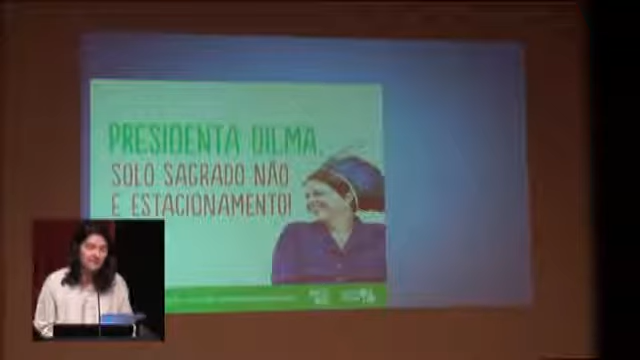 PRESIDENTA DILMA,
SOLO SAGRADO NÃO
É ESTACIONAMENTO!